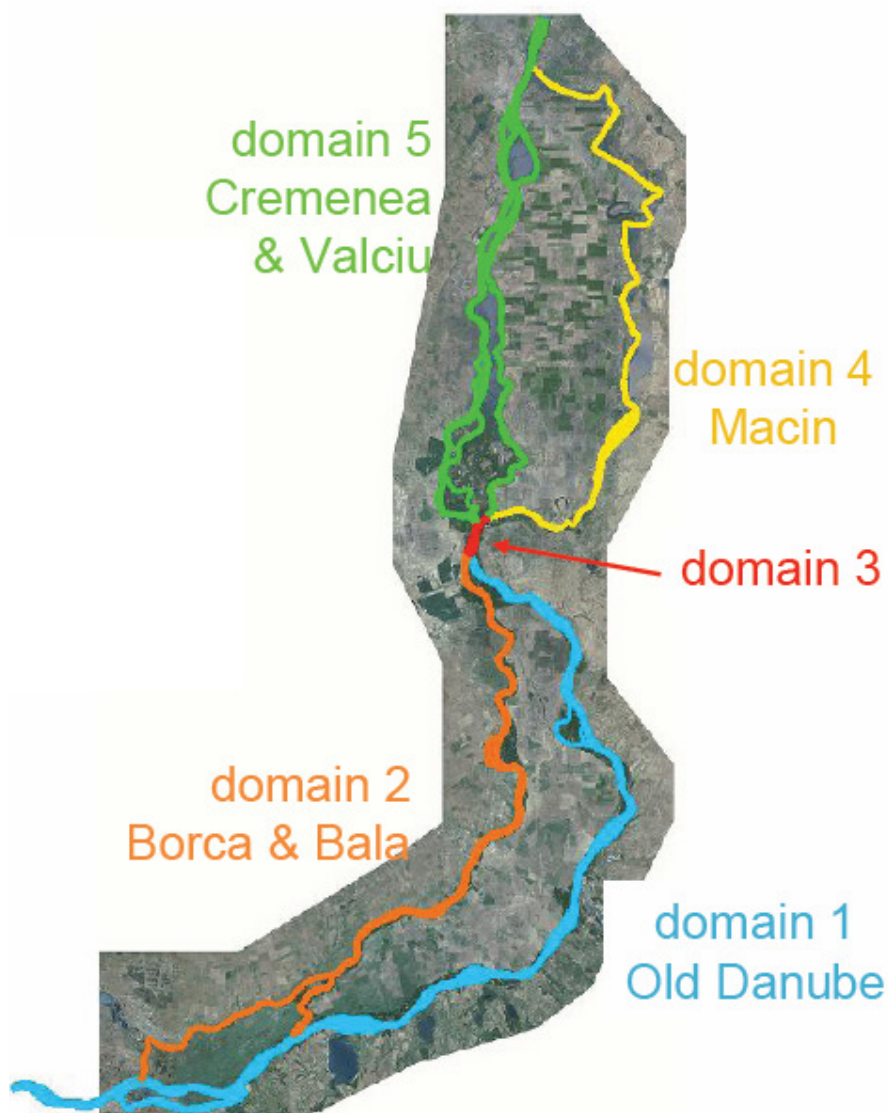 domain 5
Cremenea
& Valciu
domain 4
Macin
domain 3
domain 2
Borca & Bala
domain 1
Old Danube